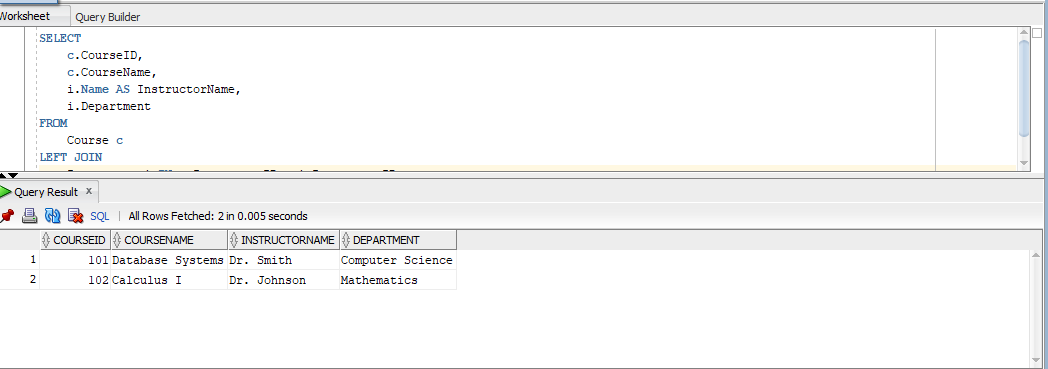 Worksheet Query Builder
SELECT
c.CourseID,
c.CourseName,
i.Name AS InstructorName,
i.Department
FROM
Course c
LEFT JOIN
Query Result x
SQL | All Rows Fetched: 2 in 0.005 seconds
COURSEID COURSENAME INSTRUCTORNAME DEPARTMENT
1 101 Database Systems Dr. Smith Computer Science
2 102 Calculus I Dr. Johnson Mathematics